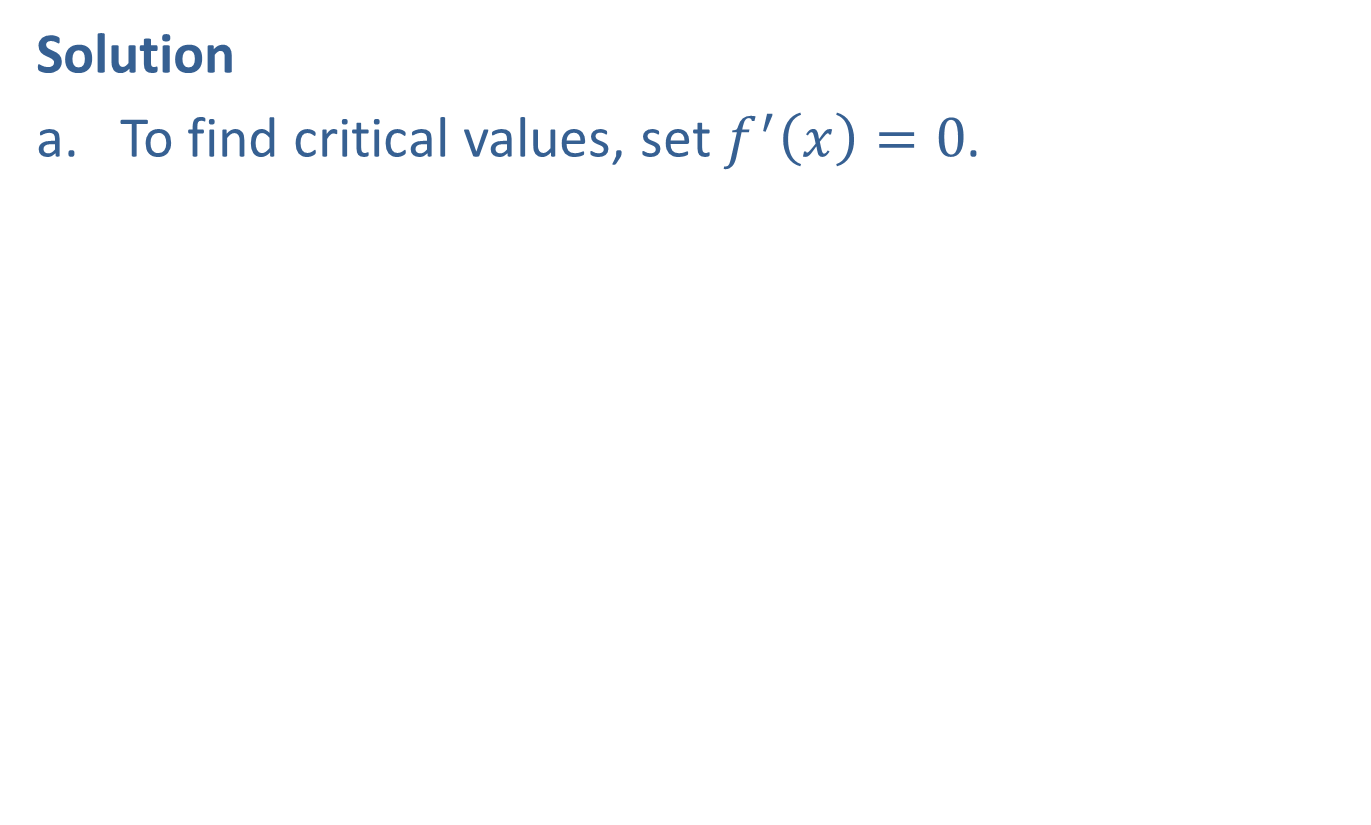 Solution
a. To find critical values, set f′(x) = 0.